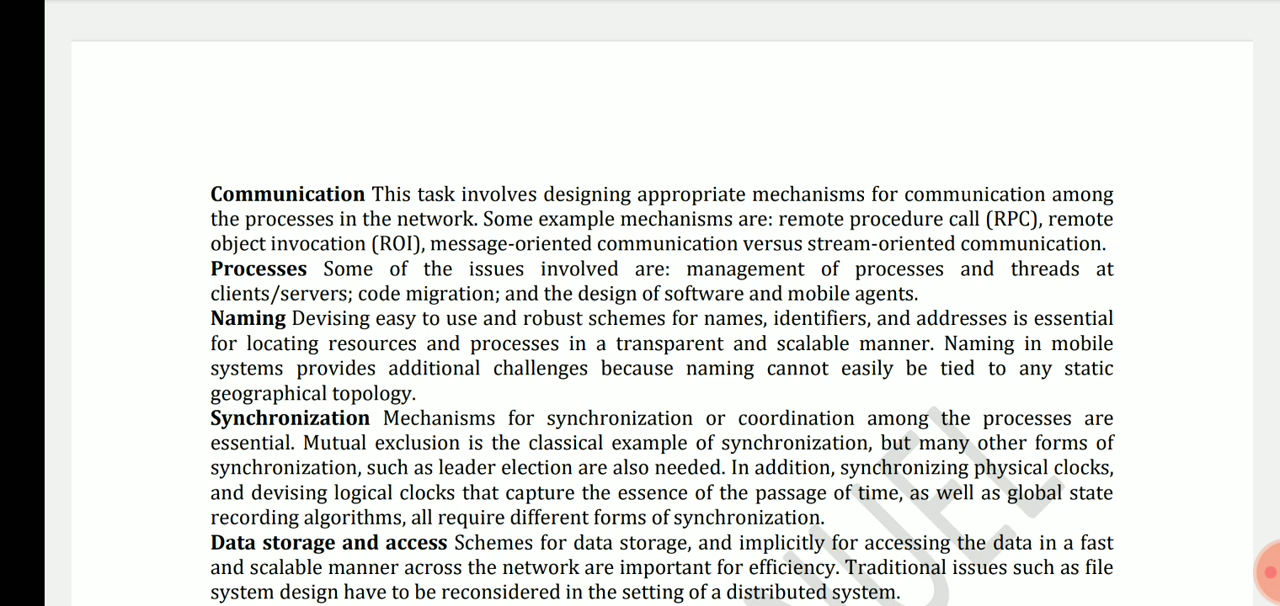 Communication This task involves designing appropriate mechanisms for communication among
the processes in the network. Some example mechanisms are: remote procedure call (RPC), remote
object invocation (ROI), message-oriented communication versus stream-oriented communication.
Processes Some of the issues involved are: management of processes and threads at
clients/servers; code migration; and the design of software and mobile agents.
Naming Devising easy to use and robust schemes for names, identifiers, and addresses is essential
for locating resources and processes in a transparent and scalable manner. Naming in mobile
systems provides additional challenges because naming cannot easily be tied to any static
geographical topology.
Synchronization Mechanisms for synchronization or coordination among the processes are
essential. Mutual exclusion is the classical example of synchronization, but many other forms of
synchronization, such as leader election are also needed. In addition, synchronizing physical clocks,
and devising logical clocks that capture the essence of the passage of time, as well as global state
recording algorithms, all require different forms of synchronization.
Data storage and access Schemes for data storage, and implicitly for accessing the data in a fast
and scalable manner across the network are important for efficiency. Traditional issues such as file
system design have to be reconsidered in the setting of a distributed system.